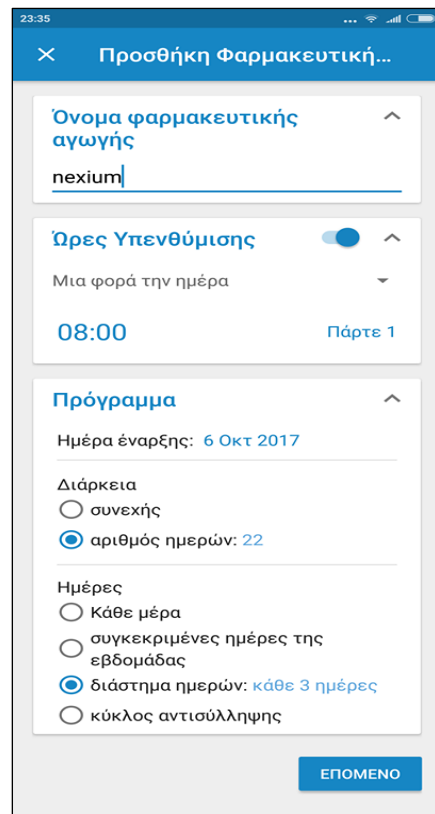 23:35
Προσθήκη Φαρμακευτική...
Όνομα φαρμακευτικής
αγωγής
nexium
Ώρες Υπενθύμισης
Μια φορά την ημέρα
08:00 Πάρτε 1
Πρόγραμμα
Ημέρα έναρξης: 6 Οκτ 2017
Διάρκεια
συνεχής
αριθμός ημερών: 22
Ημέρες
Κάθε μέρα
συγκεκριμένες ημέρες της
εβδομάδας
διάστημα ημερών: κάθε 3 ημέρες
κύκλος αντισύλληψης
ΕΠΟΜΕΝΟ